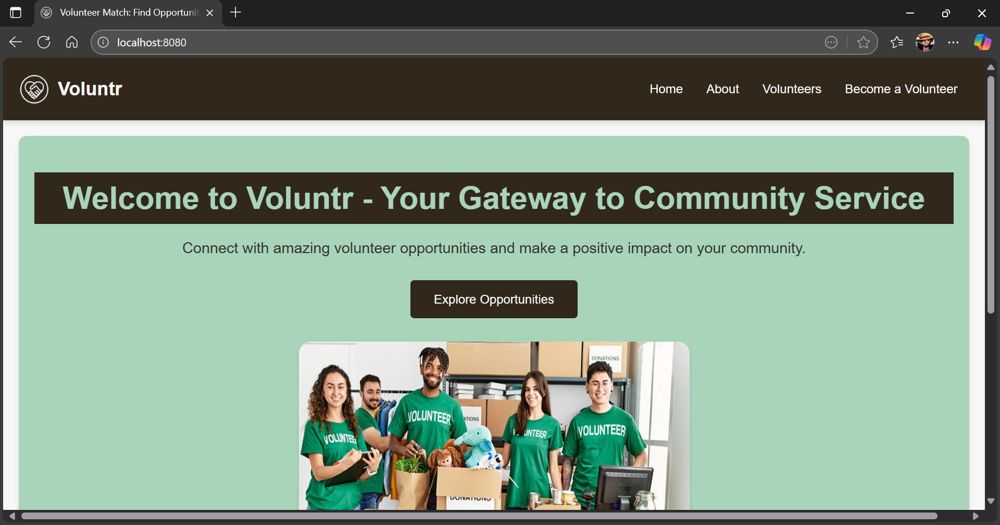 Volunteer Match: Find Opportunit
localhost:8080
Voluntr
Home About Volunteers Become a Volunteer
Welcome to Voluntr - Your Gateway to Community Service
Connect with amazing volunteer opportunities and make a positive impact on your community.
Explore Opportunities
DONATIONS
VOLUNTEER
ATIONS
VOLUNTEER
UNTEER
VOLUNTEER
DONATIONS